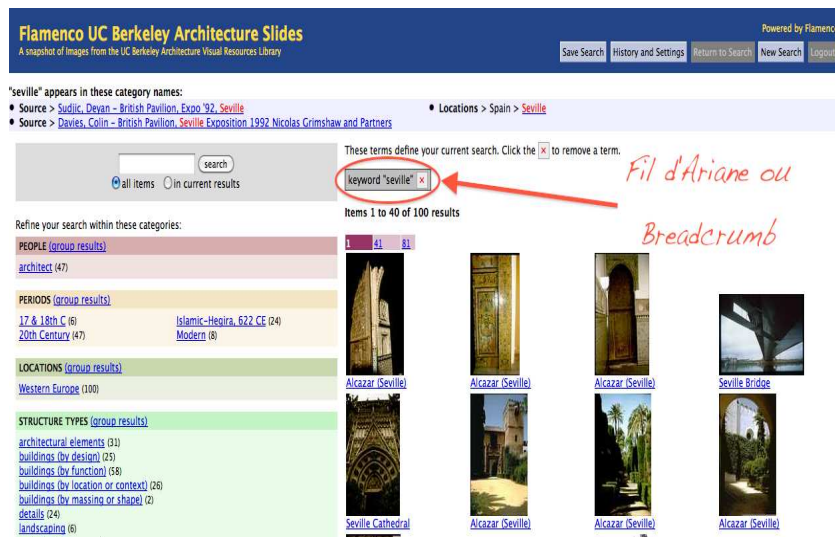 Flamenco UC Berkeley Architecture Slides
A snapshot of images from the UC Berkeley Architecture Visual Resources Library
Powered by Flamenco
Save Search
History and Settings
Return to Search
New Search
Logout
"seville" appears in these category names:
• Source > Sudjic, Deyan - British Pavilion, Expo '92, Seville
• Locations > Spain > Seville
• Source > Davies, Colin - British Pavilion, Seville Exposition 1992 Nicolas Grimshaw and Partners
search
all items
in current results
These terms define your current search. Click the x to remove a term.
keyword "seville" x
Fil d'Ariane ou
Breadcrumb
Items 1 to 40 of 100 results
1 41 81
Refine your search within these categories:
PEOPLE (group results)
architect (47)
PERIODS (group results)
17 & 18th C (6)
Islamic-Hegira, 622 CE (24)
20th Century (47)
Modern (8)
LOCATIONS (group results)
Western Europe (100)
STRUCTURE TYPES (group results)
architectural elements (31)
buildings (by design) (25)
buildings (by function) (58)
buildings (by location or context) (26)
buildings (by massing or shape) (2)
details (24)
landscaping (6)
Alcazar (Seville)
Alcazar (Seville)
Alcazar (Seville)
Seville Bridge
Seville Cathedral
Alcazar (Seville)
Alcazar (Seville)
Alcazar (Seville)